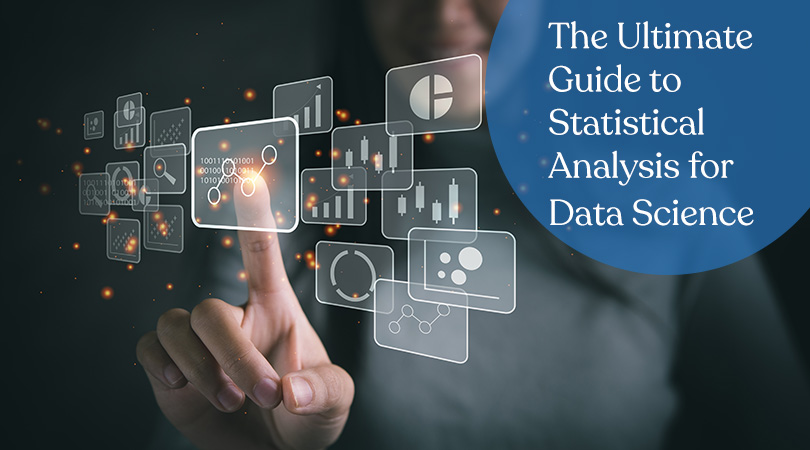 The Ultimate
Guide to
Statistical
Analysis for
Data Science